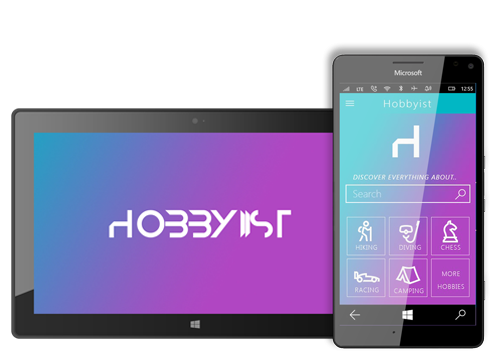 HOBBYIST
Microsoft
LTE 12:55
Hobbyist
DISCOVER EVERYTHING ABOUT..
Search
HIKING DIVING CHESS
RACING CAMPING MORE HOBBIES